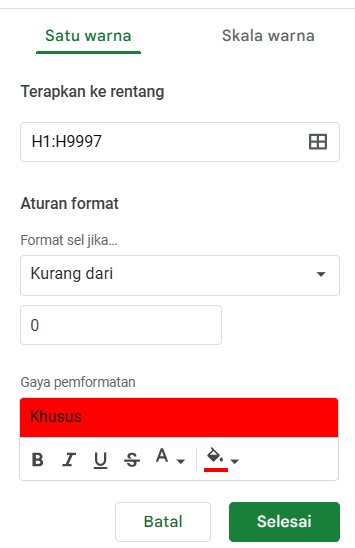 Satu warna Skala warna
Terapkan ke rentang
H1:H9997
Aturan format
Format sel jika...
Kurang dari
0
Gaya pemformatan
Khusus
B I U S A
Batal Selesai